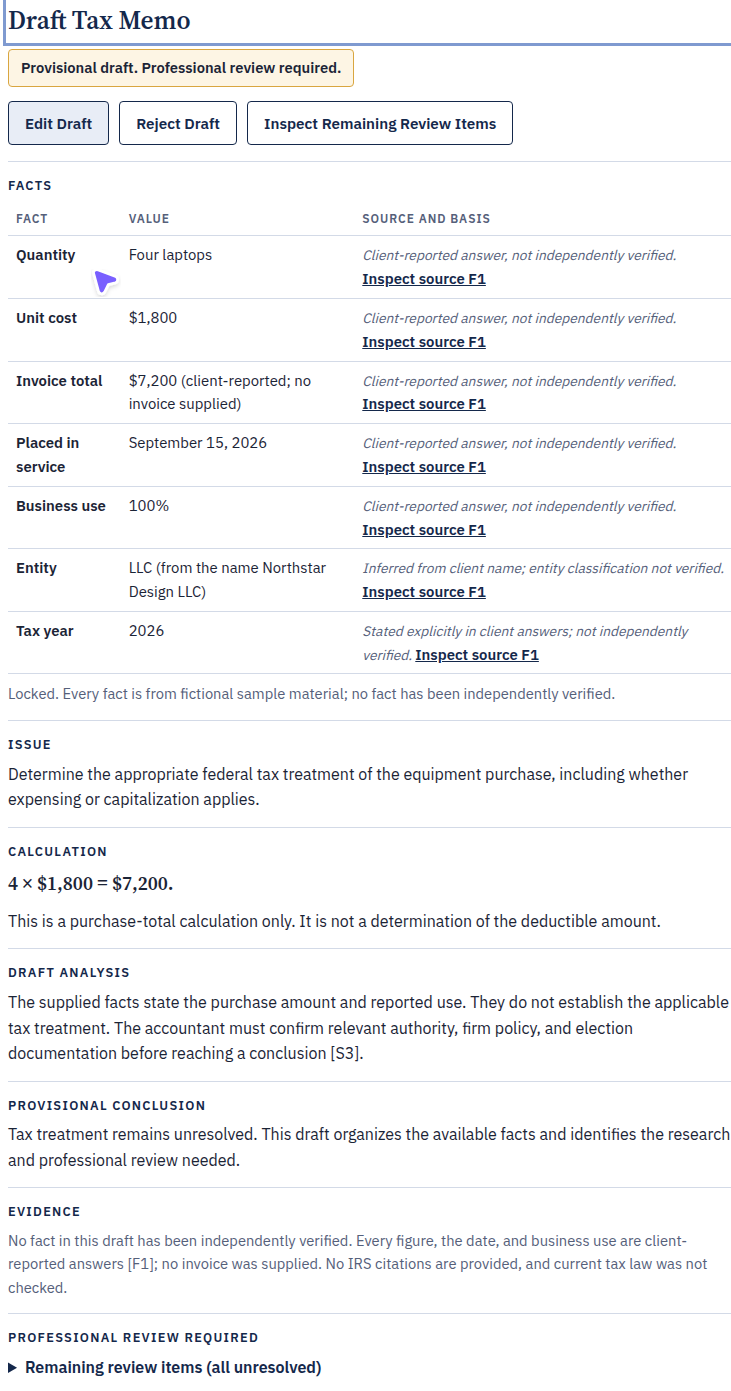 Draft Tax Memo
Provisional draft. Professional review required.
Edit Draft
Reject Draft
Inspect Remaining Review Items
FACTS
FACT VALUE SOURCE AND BASIS
Quantity Four laptops Client-reported answer, not independently verified.
Inspect source F1
Unit cost $1,800 Client-reported answer, not independently verified.
Inspect source F1
Invoice total $7,200 (client-reported; no Client-reported answer, not independently verified.
invoice supplied) Inspect source F1
Placed in September 15, 2026 Client-reported answer, not independently verified.
service Inspect source F1
Business use 100% Client-reported answer, not independently verified.
Inspect source F1
Entity LLC (from the name Northstar Inferred from client name; entity classification not verified.
Design LLC) Inspect source F1
Tax year 2026 Stated explicitly in client answers; not independently
verified. Inspect source F1
Locked. Every fact is from fictional sample material; no fact has been independently verified.
ISSUE
Determine the appropriate federal tax treatment of the equipment purchase, including whether
expensing or capitalization applies.
CALCULATION
4 × $1,800 = $7,200.
This is a purchase-total calculation only. It is not a determination of the deductible amount.
DRAFT ANALYSIS
The supplied facts state the purchase amount and reported use. They do not establish the applicable
tax treatment. The accountant must confirm relevant authority, firm policy, and election
documentation before reaching a conclusion [S3].
PROVISIONAL CONCLUSION
Tax treatment remains unresolved. This draft organizes the available facts and identifies the research
and professional review needed.
EVIDENCE
No fact in this draft has been independently verified. Every figure, the date, and business use are client-
reported answers [F1]; no invoice was supplied. No IRS citations are provided, and current tax law was not
checked.
PROFESSIONAL REVIEW REQUIRED
Remaining review items (all unresolved)